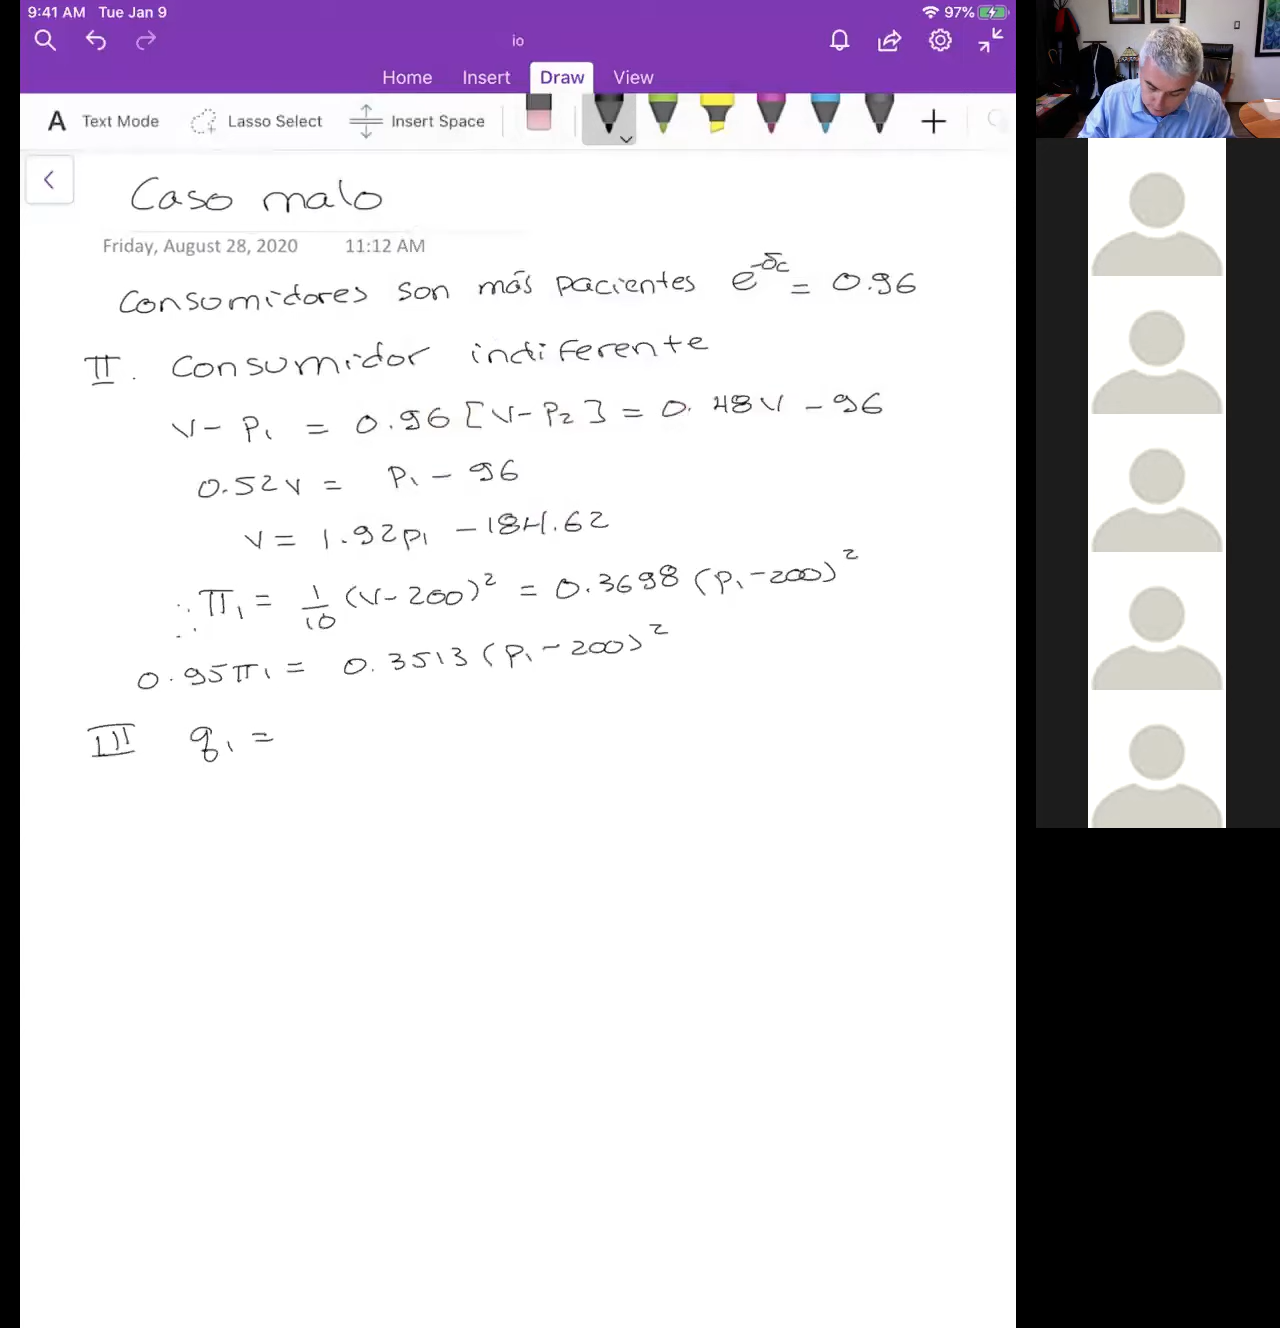 9:41 AM Tue Jan 9
97%
io
Home Insert Draw View
A Text Mode Lasso Select Insert Space
Caso malo
Friday, August 28, 2020 11:12 AM
Consumidores son más pacientes e^-δc = 0.96
II. Consumidor indiferente
V - P₁ = 0.96 [V-P₂] = 0.48V - 96
0.52V = P₁ - 96
V = 1.92p₁ - 184.62
∴ Π₁ = 1/10 (V-200)² = 0.3698 (p₁-200)²
0.95Π₁ = 0.3513 (p₁-200)²
III q₁ =